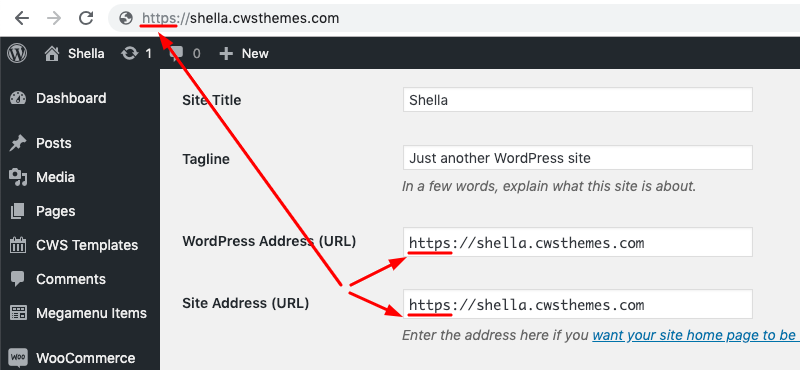 https://shella.cwsthemes.com
Shella 1 0 New
Dashboard
Posts
Media
Pages
CWS Templates
Comments
Megamenu Items
WOO WooCommerce
Site Title Shella
Tagline Just another WordPress site
In a few words, explain what this site is about.
WordPress Address (URL) https://shella.cwsthemes.com
Site Address (URL) https://shella.cwsthemes.com
Enter the address here if you want your site home page to be